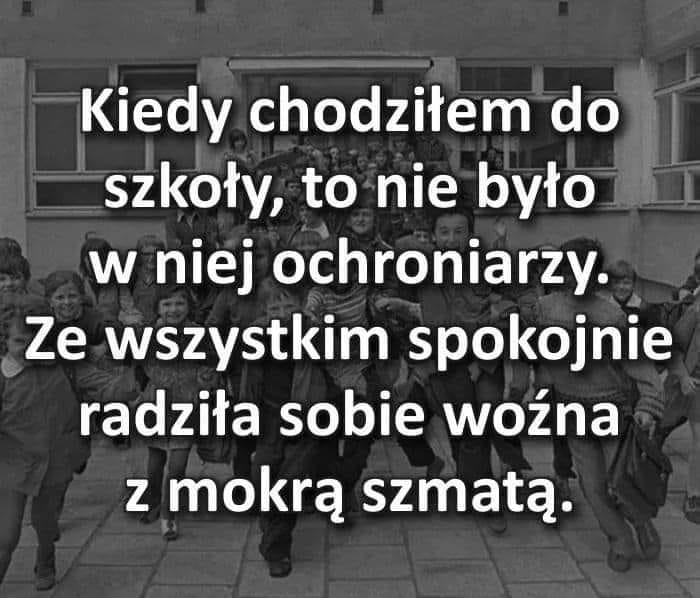 Kiedy chodziłem do
szkoły, to nie było
w niej ochroniarzy.
Ze wszystkim spokojnie
radziła sobie woźna
z mokrą szmatą.